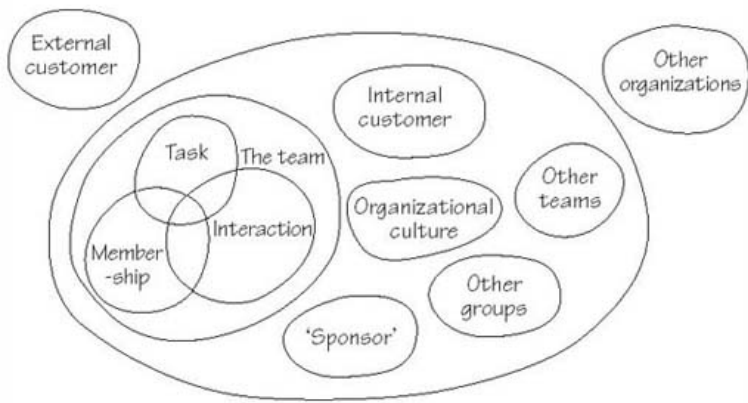 External
customer
Other
organizations
Internal
customer
Task
The team
Other
teams
Organizational
culture
Interaction
Member
-ship
Other
groups
'Sponsor'